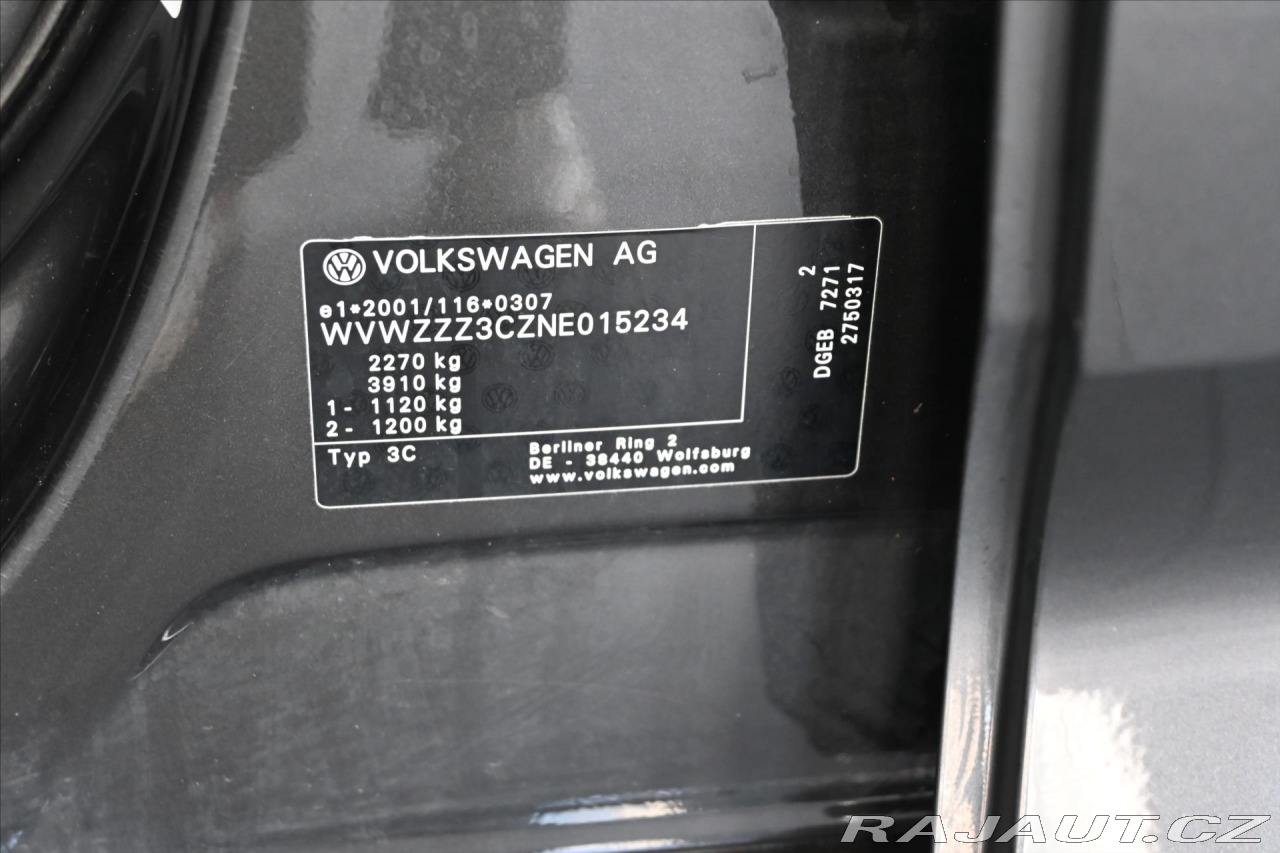 VOLKSWAGEN AG
e1*2001/116*0307
WVWZZZ3CZNE015234
2270 kg
3910 kg
1- 1120 kg
2- 1200 kg
Typ 3C
Berliner Ring 2
DE - 38440 Wolfsburg
www.volkswagen.com
2
DGEB 7271
2750317
RAJAUT.CZ